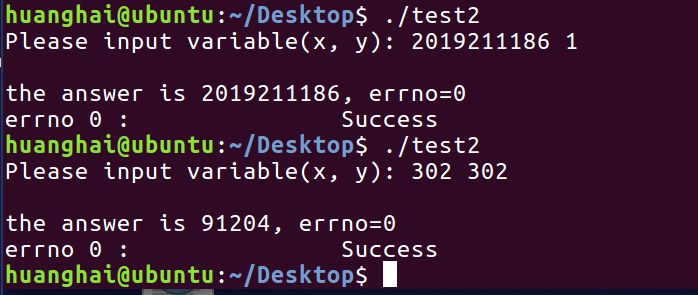 huanghai@ubuntu:~/Desktop$ ./test2
Please input variable(x, y): 2019211186 1
the answer is 2019211186, errno=0
errno 0 :                Success
huanghai@ubuntu:~/Desktop$ ./test2
Please input variable(x, y): 302 302
the answer is 91204, errno=0
errno 0 :                Success
huanghai@ubuntu:~/Desktop$